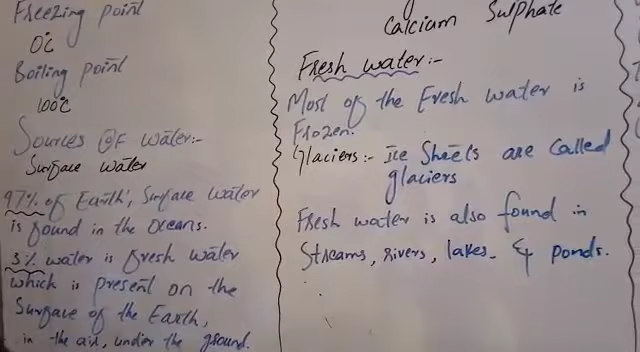 Freezing point
0°C
Boiling point
100°C
Sources of water:-
Surface water
97% of Earth, Surface water
is found in the oceans.
3% water is fresh water
which is present on the
Surface of the Earth,
in the air, under the ground.
Calcium Sulphate
Fresh water:-
Most of the Fresh water is
Frozen.
Glaciers:- Ice Sheels are called
glaciers
Fresh water is also found in
Streams, rivers, lakes, & ponds.